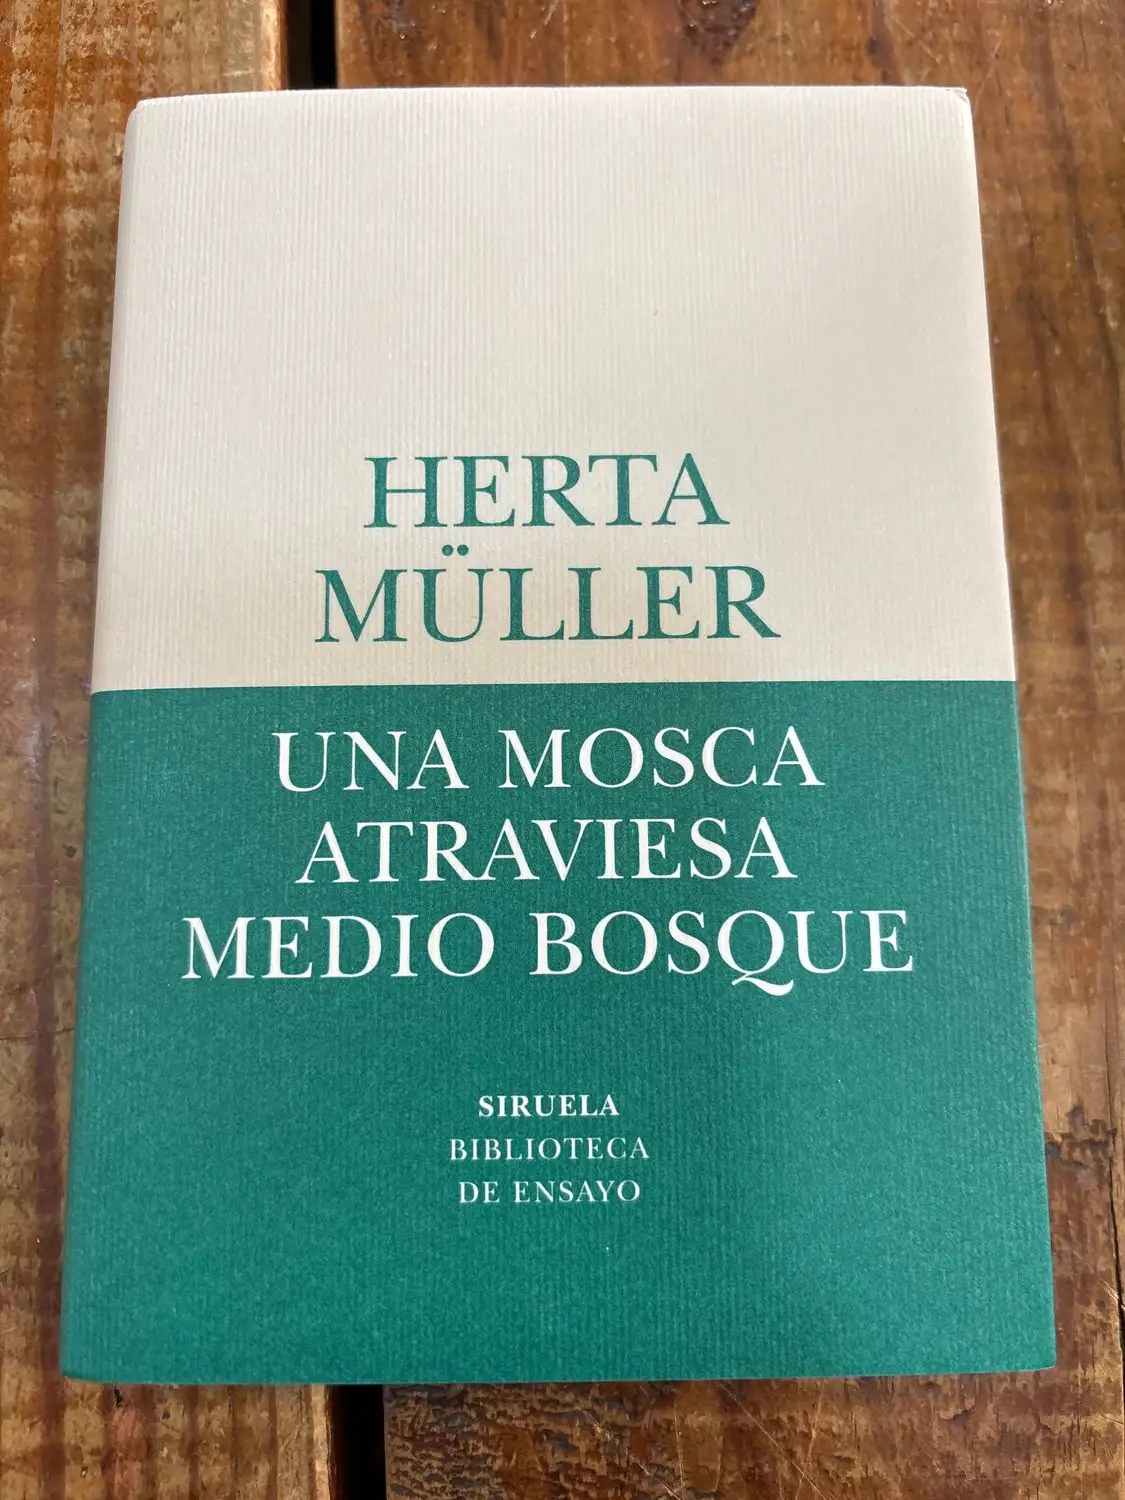 HERTA
MÜLLER
UNA MOSCA
ATRAVIESA
MEDIO BOSQUE
SIRUELA
BIBLIOTECA
DE ENSAYO